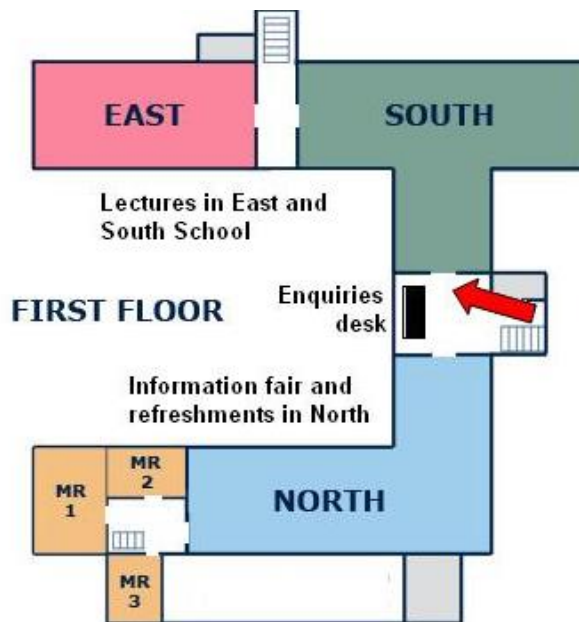 EAST
SOUTH
Lectures in East and
South School
FIRST FLOOR
Enquiries
desk
Information fair and
refreshments in North
MR
1
MR
2
NORTH
MR
3